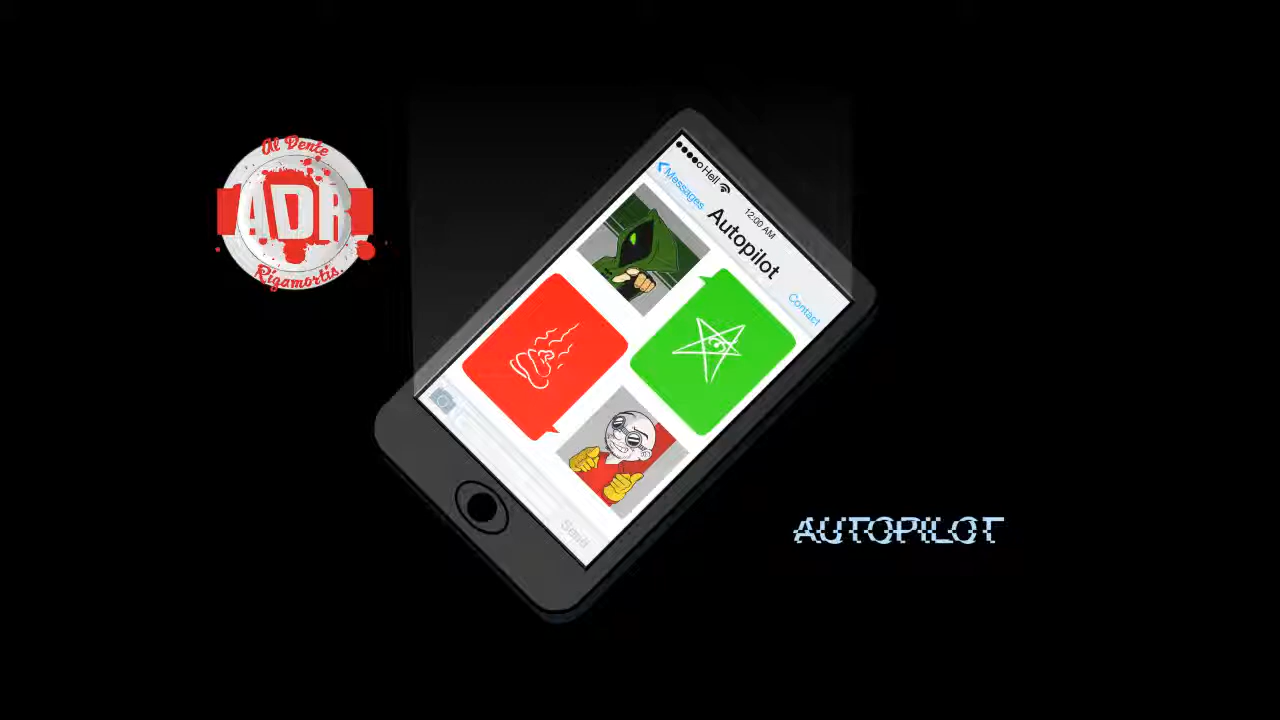 Al Dente
ADR
Rigamortis
Hell
12:00 AM
Messages
Autopilot
Contact
Send
AUTOPILOT